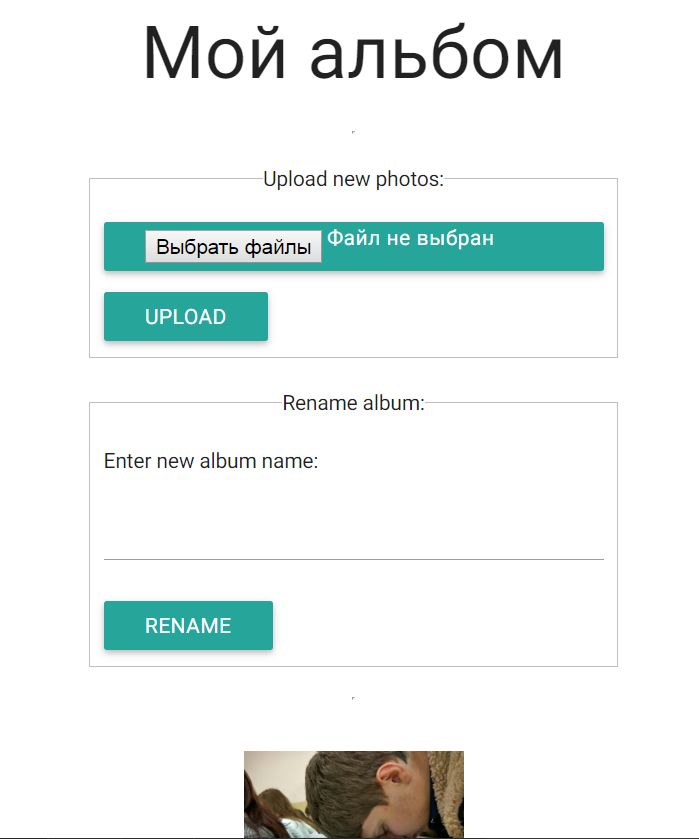 Мой альбом
Upload new photos:
Выбрать файлы Файл не выбран
UPLOAD
Rename album:
Enter new album name:
RENAME